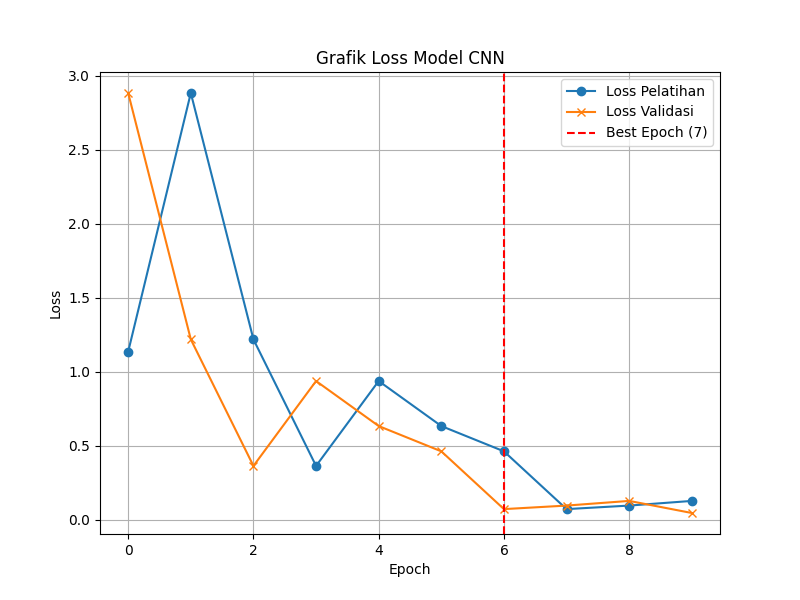 Grafik Loss Model CNN
Loss Pelatihan
Loss Validasi
Best Epoch (7)
Loss
3.0
2.5
2.0
1.5
1.0
0.5
0.0
0 2 4 6 8
Epoch